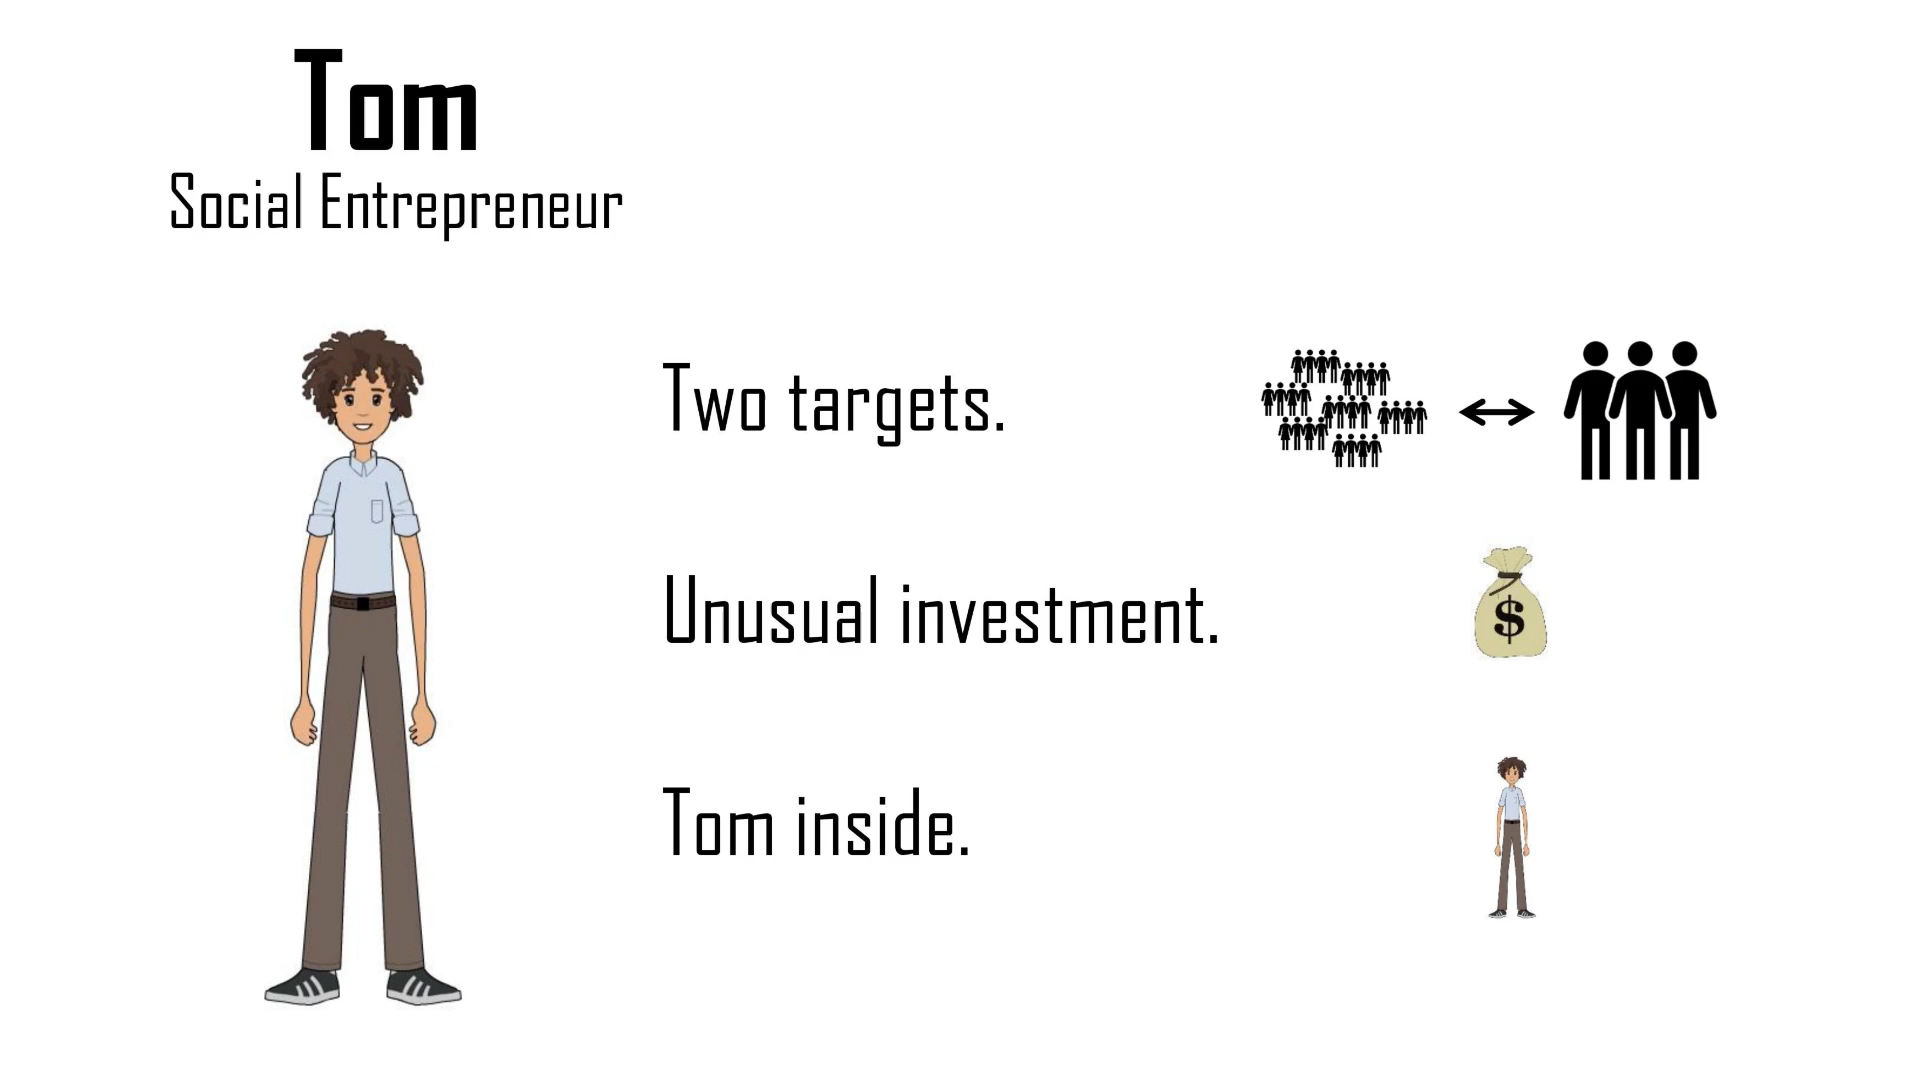 Tom
Social Entrepreneur
Two targets.
Unusual investment.
$
Tom inside.